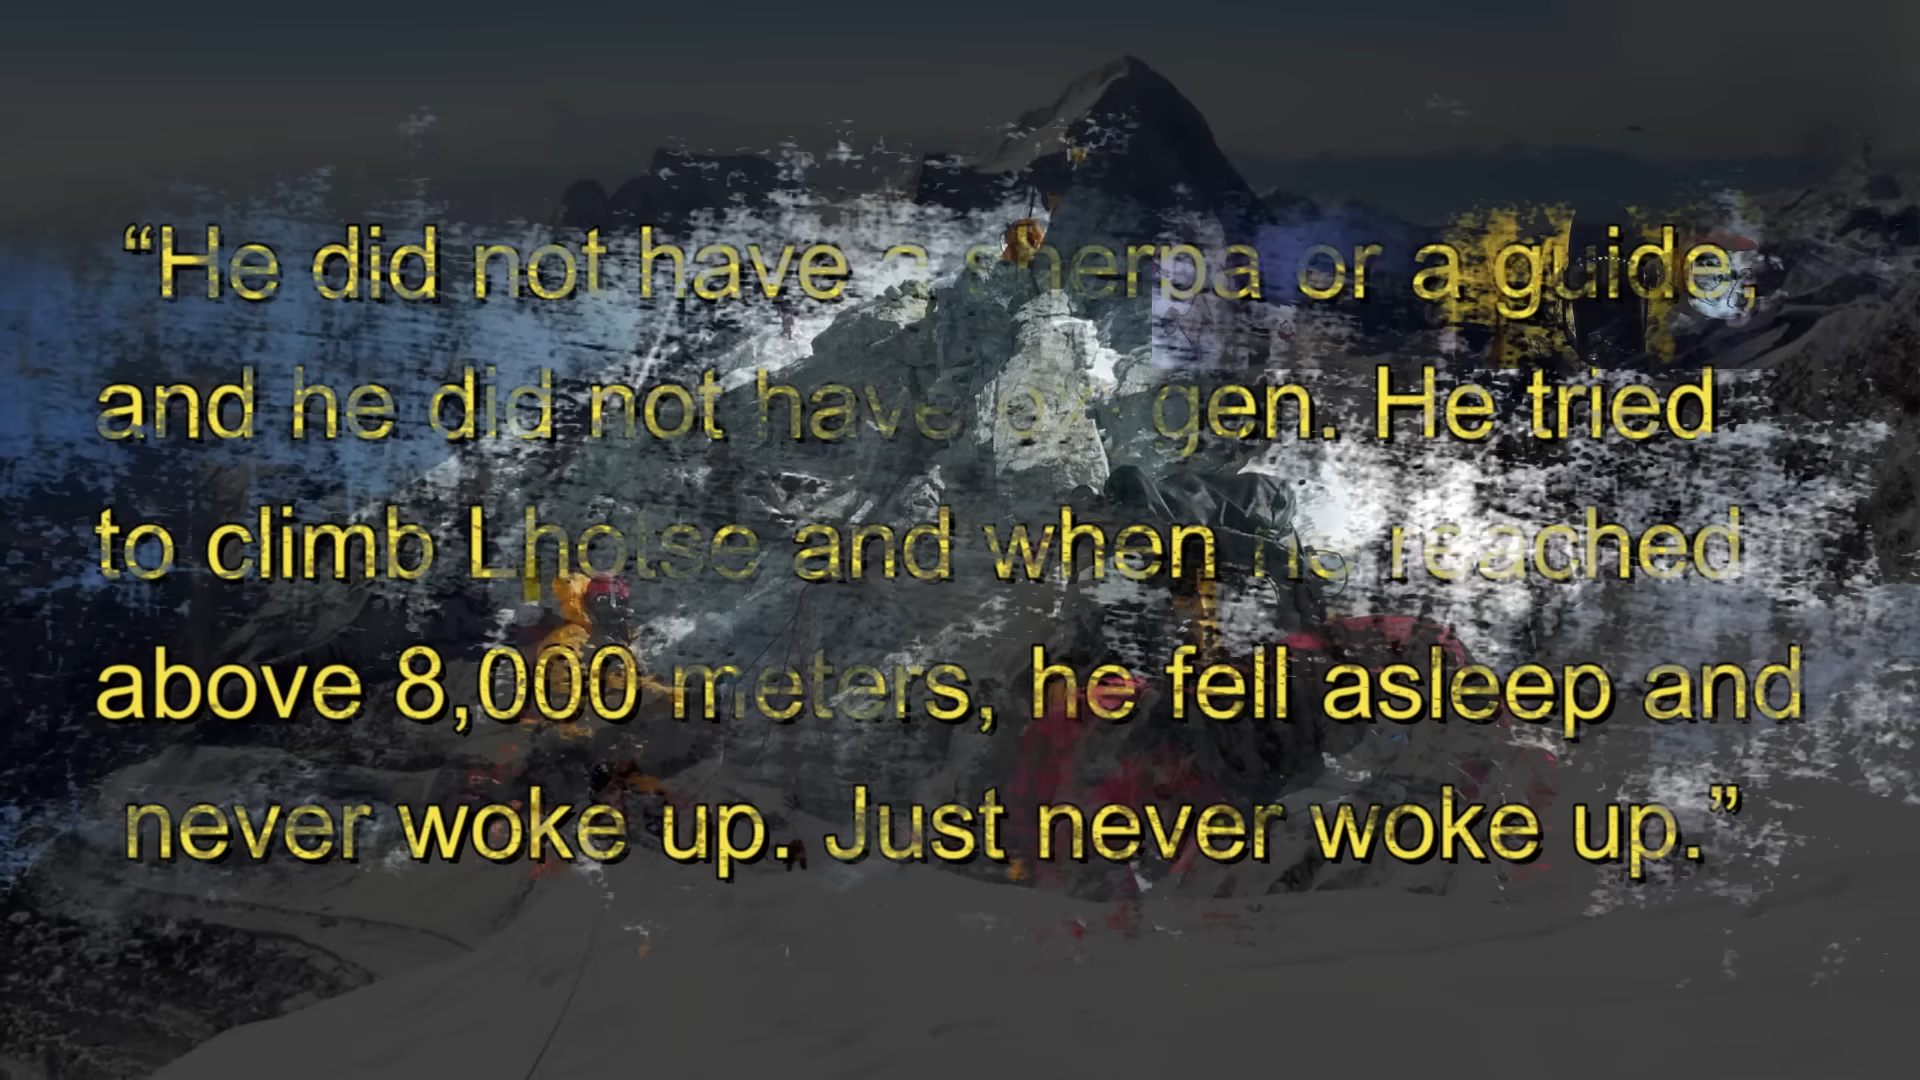 “He did not have a sherpa or a guide,
and he did not have oxygen. He tried
to climb Lhotse and when he reached
above 8,000 meters, he fell asleep and
never woke up. Just never woke up.”